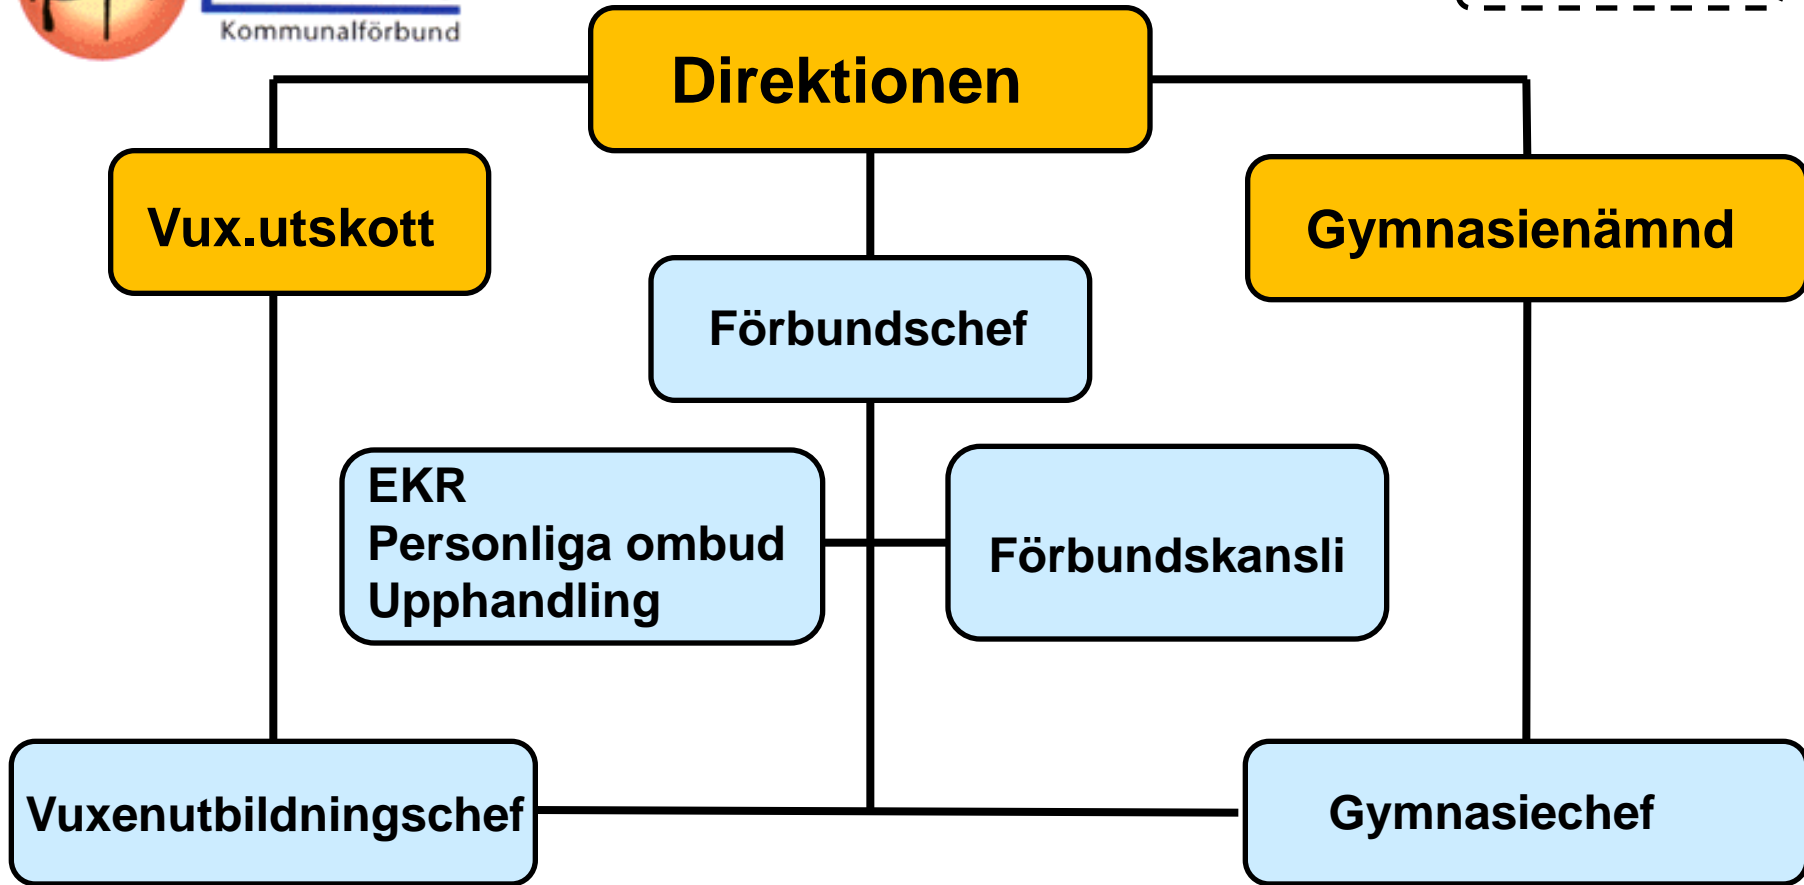 Kommunalförbund
Direktionen
Vux.utskott
Gymnasienämnd
Förbundschef
EKR
Personliga ombud
Upphandling
Förbundskansli
Vuxenutbildningschef
Gymnasiechef